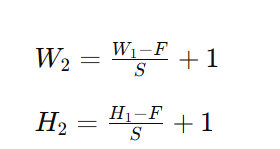 W₂ = (W₁−F)/S + 1
H₂ = (H₁−F)/S + 1